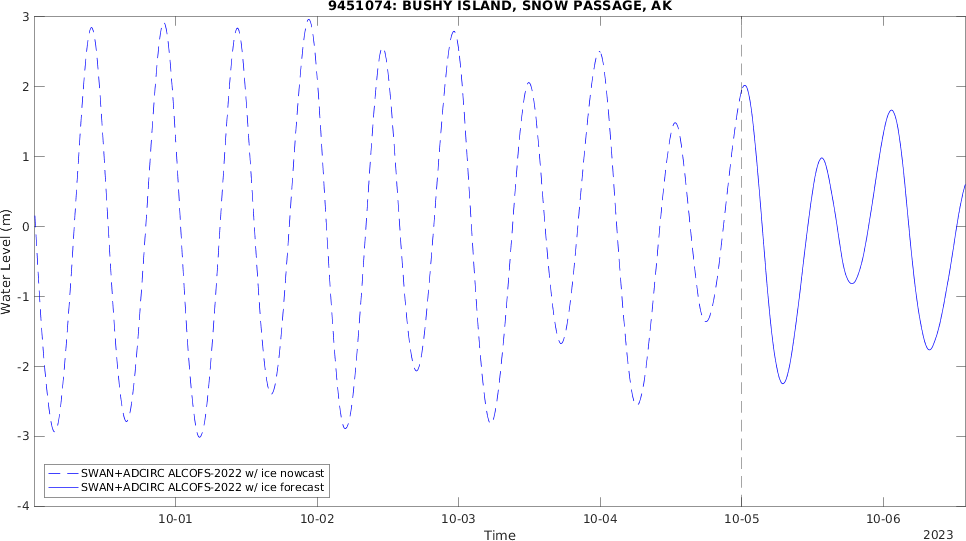 9451074: BUSHY ISLAND, SNOW PASSAGE, AK
3
2
1
0
-1
-2
-3
-4
Water Level (m)
SWAN+ADCIRC ALCOFS-2022 w/ ice nowcast
SWAN+ADCIRC ALCOFS-2022 w/ ice forecast
10-01 10-02 10-03 10-04 10-05 10-06
Time
2023